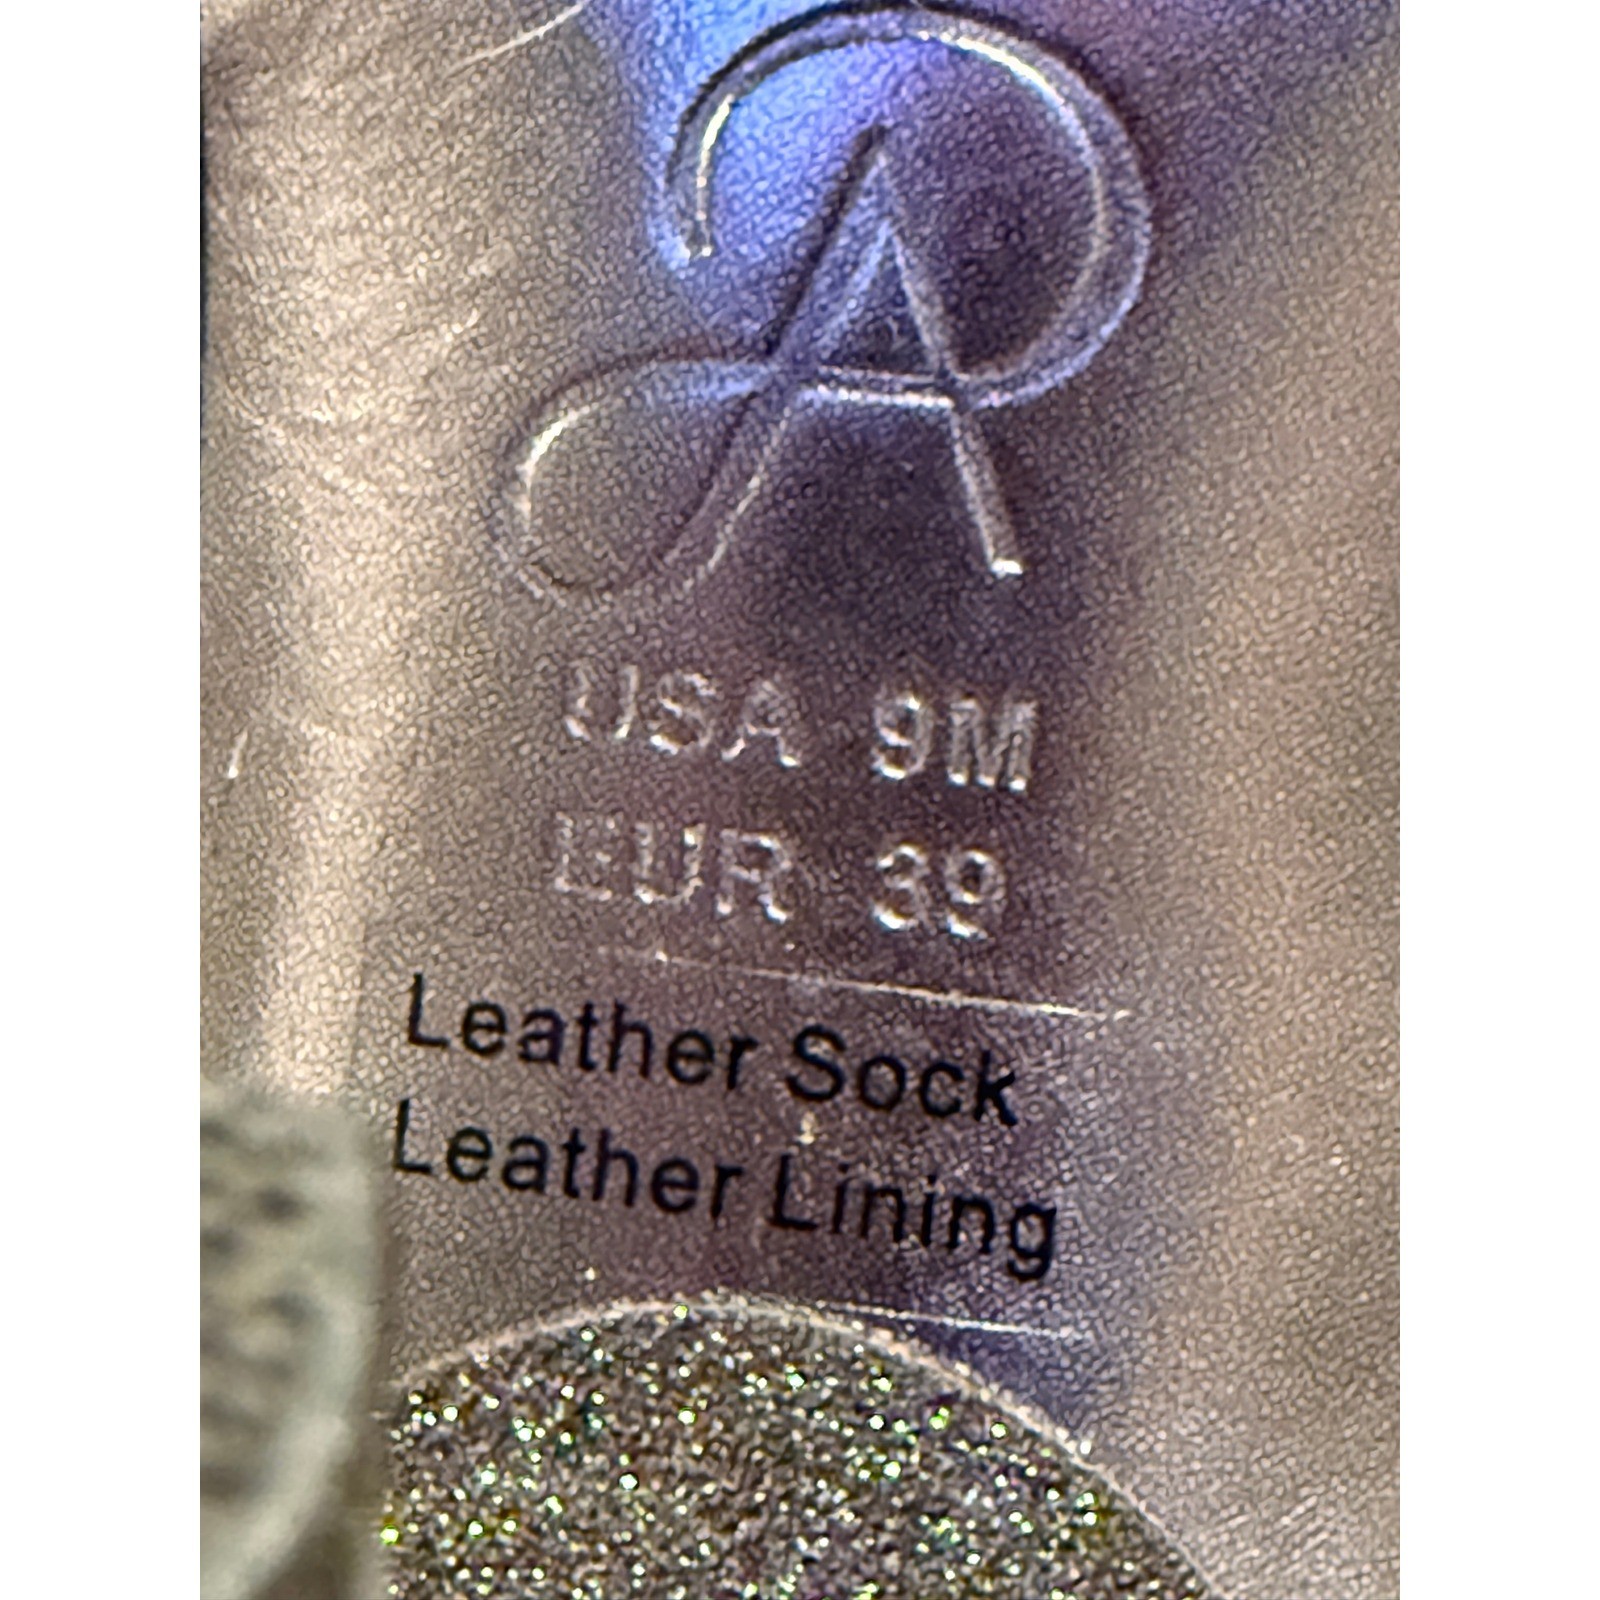 A
USA 9M
EUR 39
Leather Sock
Leather Lining